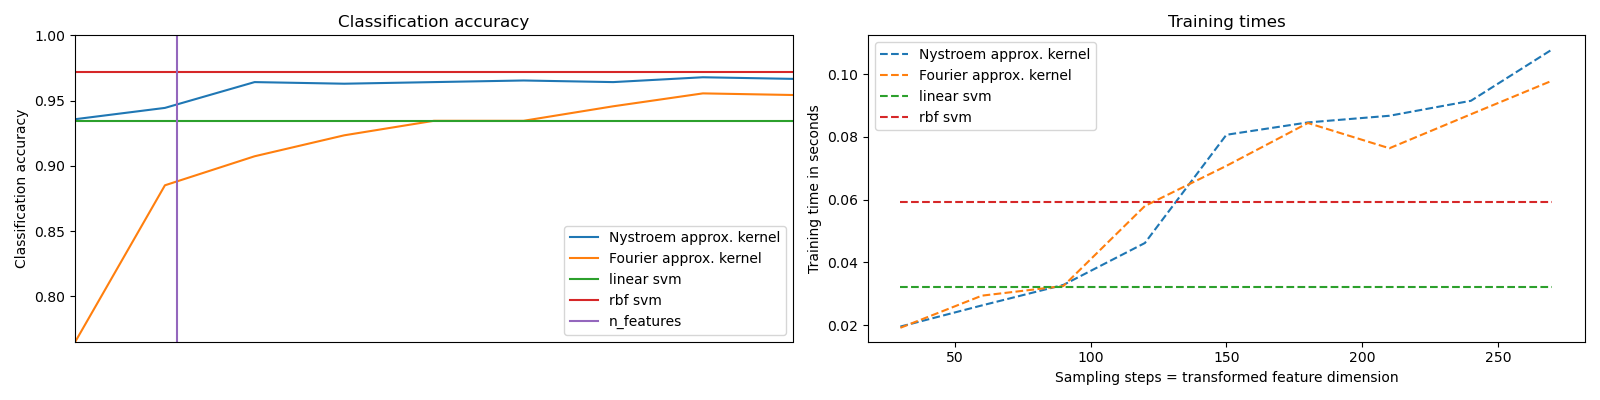 Classification accuracy
Classification accuracy
1.00
0.95
0.90
0.85
0.80
Nystroem approx. kernel
Fourier approx. kernel
linear svm
rbf svm
n_features
Training times
Training time in seconds
0.10
0.08
0.06
0.04
0.02
Nystroem approx. kernel
Fourier approx. kernel
linear svm
rbf svm
50 100 150 200 250
Sampling steps = transformed feature dimension